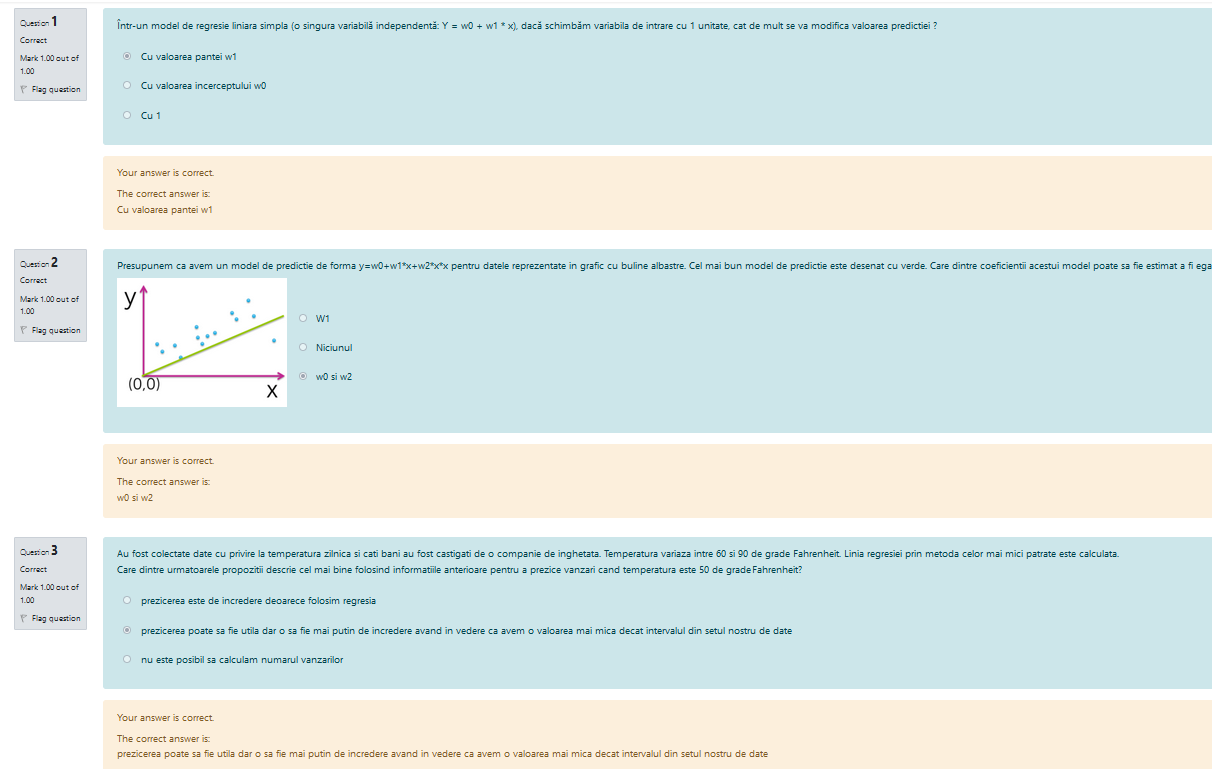 Question 1
Correct
Mark 1.00 out of
1.00
Flag question
Într-un model de regresie liniara simpla (o singura variabilă independentă: Y = w0 + w1 * x), dacă schimbăm variabila de intrare cu 1 unitate, cat de mult se va modifica valoarea predictiei ?
Cu valoarea pantei w1
Cu valoarea incerceptului w0
Cu 1
Your answer is correct.
The correct answer is:
Cu valoarea pantei w1
Question 2
Correct
Mark 1.00 out of
1.00
Flag question
Presupunem ca avem un model de predictie de forma y=w0+w1*x+w2*x*x pentru datele reprezentate in grafic cu buline albastre. Cel mai bun model de predictie este desenat cu verde. Care dintre coeficientii acestui model poate sa fie estimat a fi ega
y
(0,0)
x
W1
Niciunul
w0 si w2
Your answer is correct.
The correct answer is:
w0 si w2
Question 3
Correct
Mark 1.00 out of
1.00
Flag question
Au fost colectate date cu privire la temperatura zilnica si cati bani au fost castigati de o companie de inghetata. Temperatura variaza intre 60 si 90 de grade Fahrenheit. Linia regresiei prin metoda celor mai mici patrate este calculata.
Care dintre urmatoarele propozitii descrie cel mai bine folosind informatiile anterioare pentru a prezice vanzari cand temperatura este 50 de grade Fahrenheit?
prezicerea este de incredere deoarece folosim regresia
prezicerea poate sa fie utila dar o sa fie mai putin de incredere avand in vedere ca avem o valoarea mai mica decat intervalul din setul nostru de date
nu este posibil sa calculam numarul vanzarilor
Your answer is correct.
The correct answer is:
prezicerea poate sa fie utila dar o sa fie mai putin de incredere avand in vedere ca avem o valoarea mai mica decat intervalul din setul nostru de date